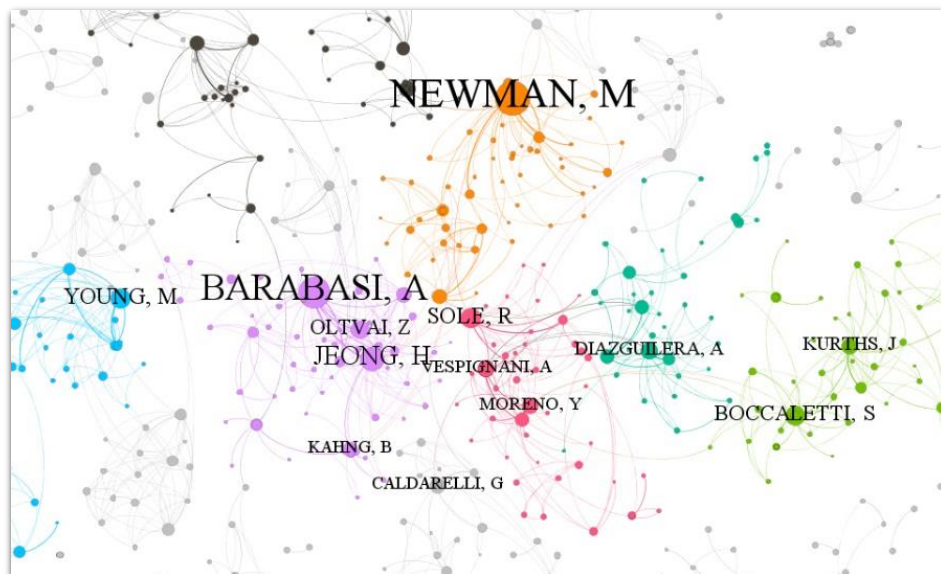 NEWMAN, M
BARABASI, A
YOUNG, M
SOLE, R
OLTVAI, Z
JEONG, H
VESPIGNANI, A
DIAZGUILERA, A
KURTHS, J
MORENO, Y
BOCCALETTI, S
KAHNG, B
CALDARELLI, G